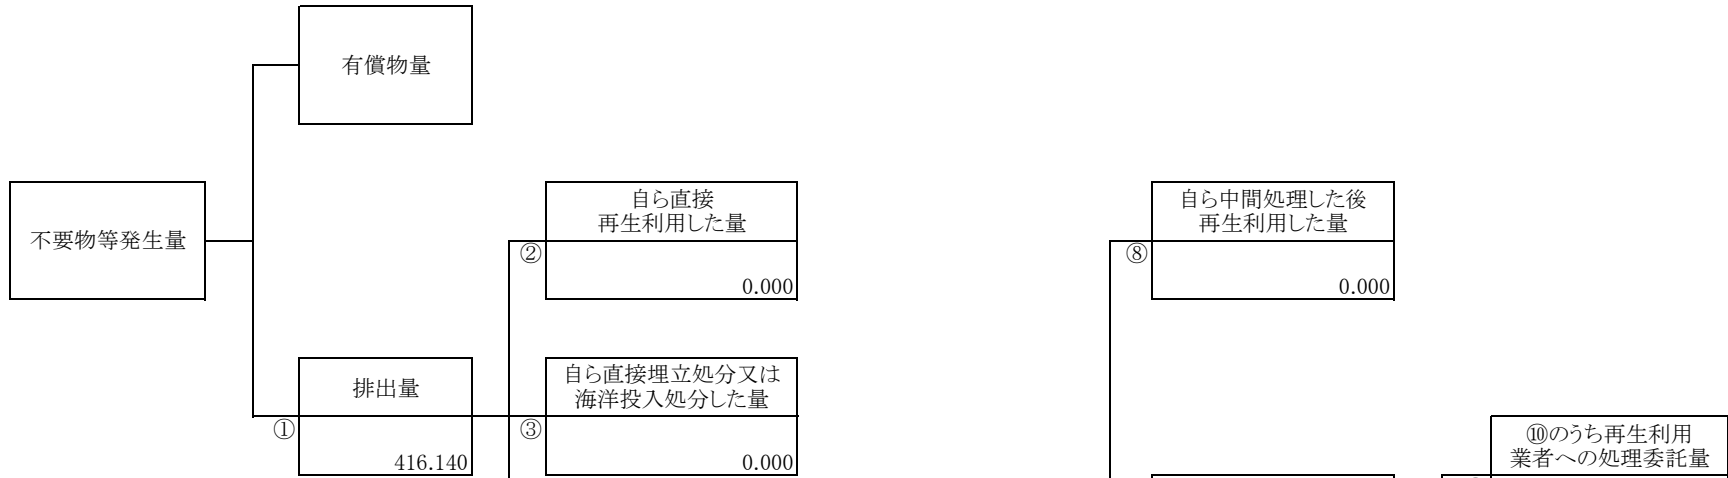 有償物量
不要物等発生量
自ら直接
再生利用した量
②
0.000
自ら中間処理した後
再生利用した量
⑧
0.000
排出量
①
416.140
自ら直接埋立処分又は
海洋投入処分した量
③
0.000
⑩のうち再生利用
業者への処理委託量